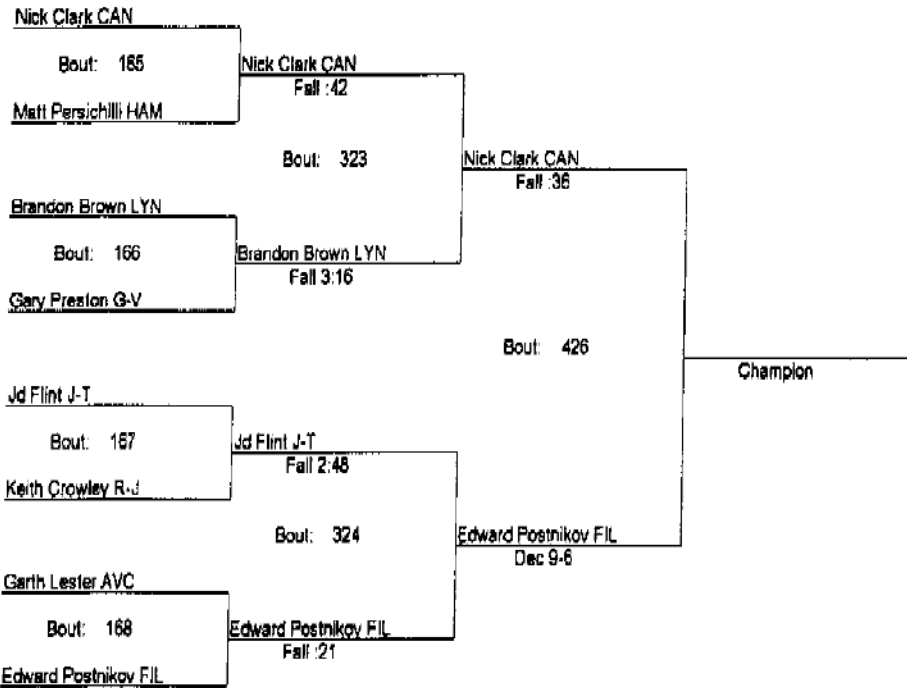 Nick Clark CAN
Bout: 165
Nick Clark CAN
Fall :42
Matt Persichilli HAM
Bout: 323
Nick Clark CAN
Fall :36
Brandon Brown LYN
Bout: 166
Brandon Brown LYN
Fall 3:16
Gary Preston G-V
Bout: 426
Champion
Jd Flint J-T
Bout: 167
Jd Flint J-T
Fall 2:48
Keith Crowley R-J
Bout: 324
Edward Postnikov FIL
Dec 9-6
Garth Lester AVC
Bout: 168
Edward Postnikov FIL
Fall :21
Edward Postnikov FIL